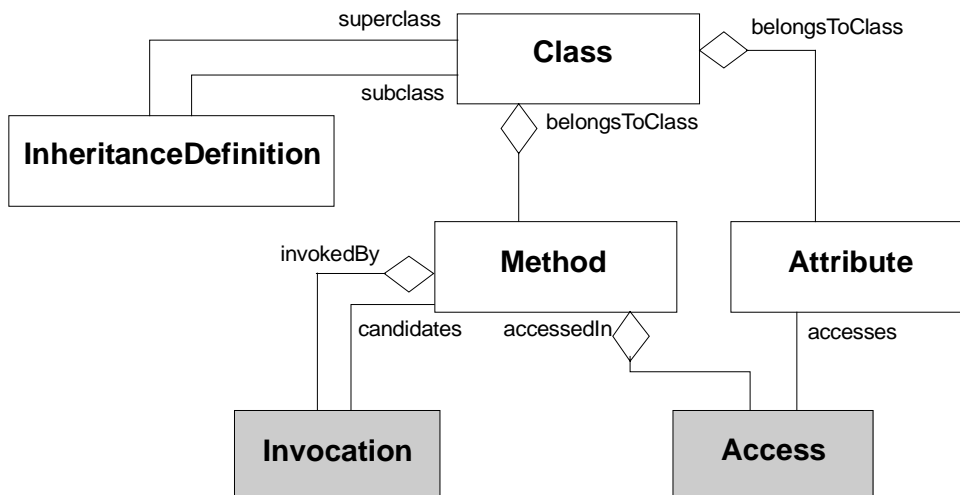 superclass
belongsToClass
Class
subclass
belongsToClass
InheritanceDefinition
invokedBy
Method
Attribute
candidates
accessedIn
accesses
Invocation
Access